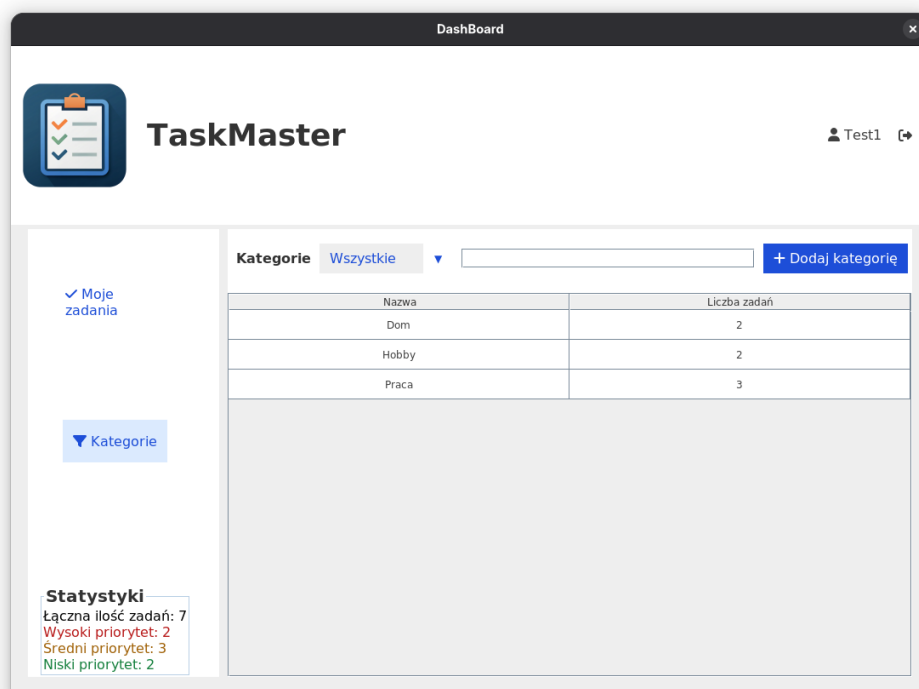 DashBoard
TaskMaster
Test1
Kategorie Wszystkie + Dodaj kategorię
Nazwa Liczba zadań
Dom 2
Hobby 2
Praca 3
Moje
zadania
Kategorie
Statystyki
Łączna ilość zadań: 7
Wysoki priorytet: 2
Średni priorytet: 3
Niski priorytet: 2